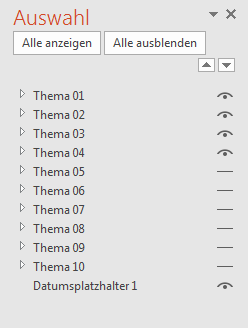 Auswahl
Alle anzeigen Alle ausblenden
Thema 01
Thema 02
Thema 03
Thema 04
Thema 05
Thema 06
Thema 07
Thema 08
Thema 09
Thema 10
Datumsplatzhalter 1